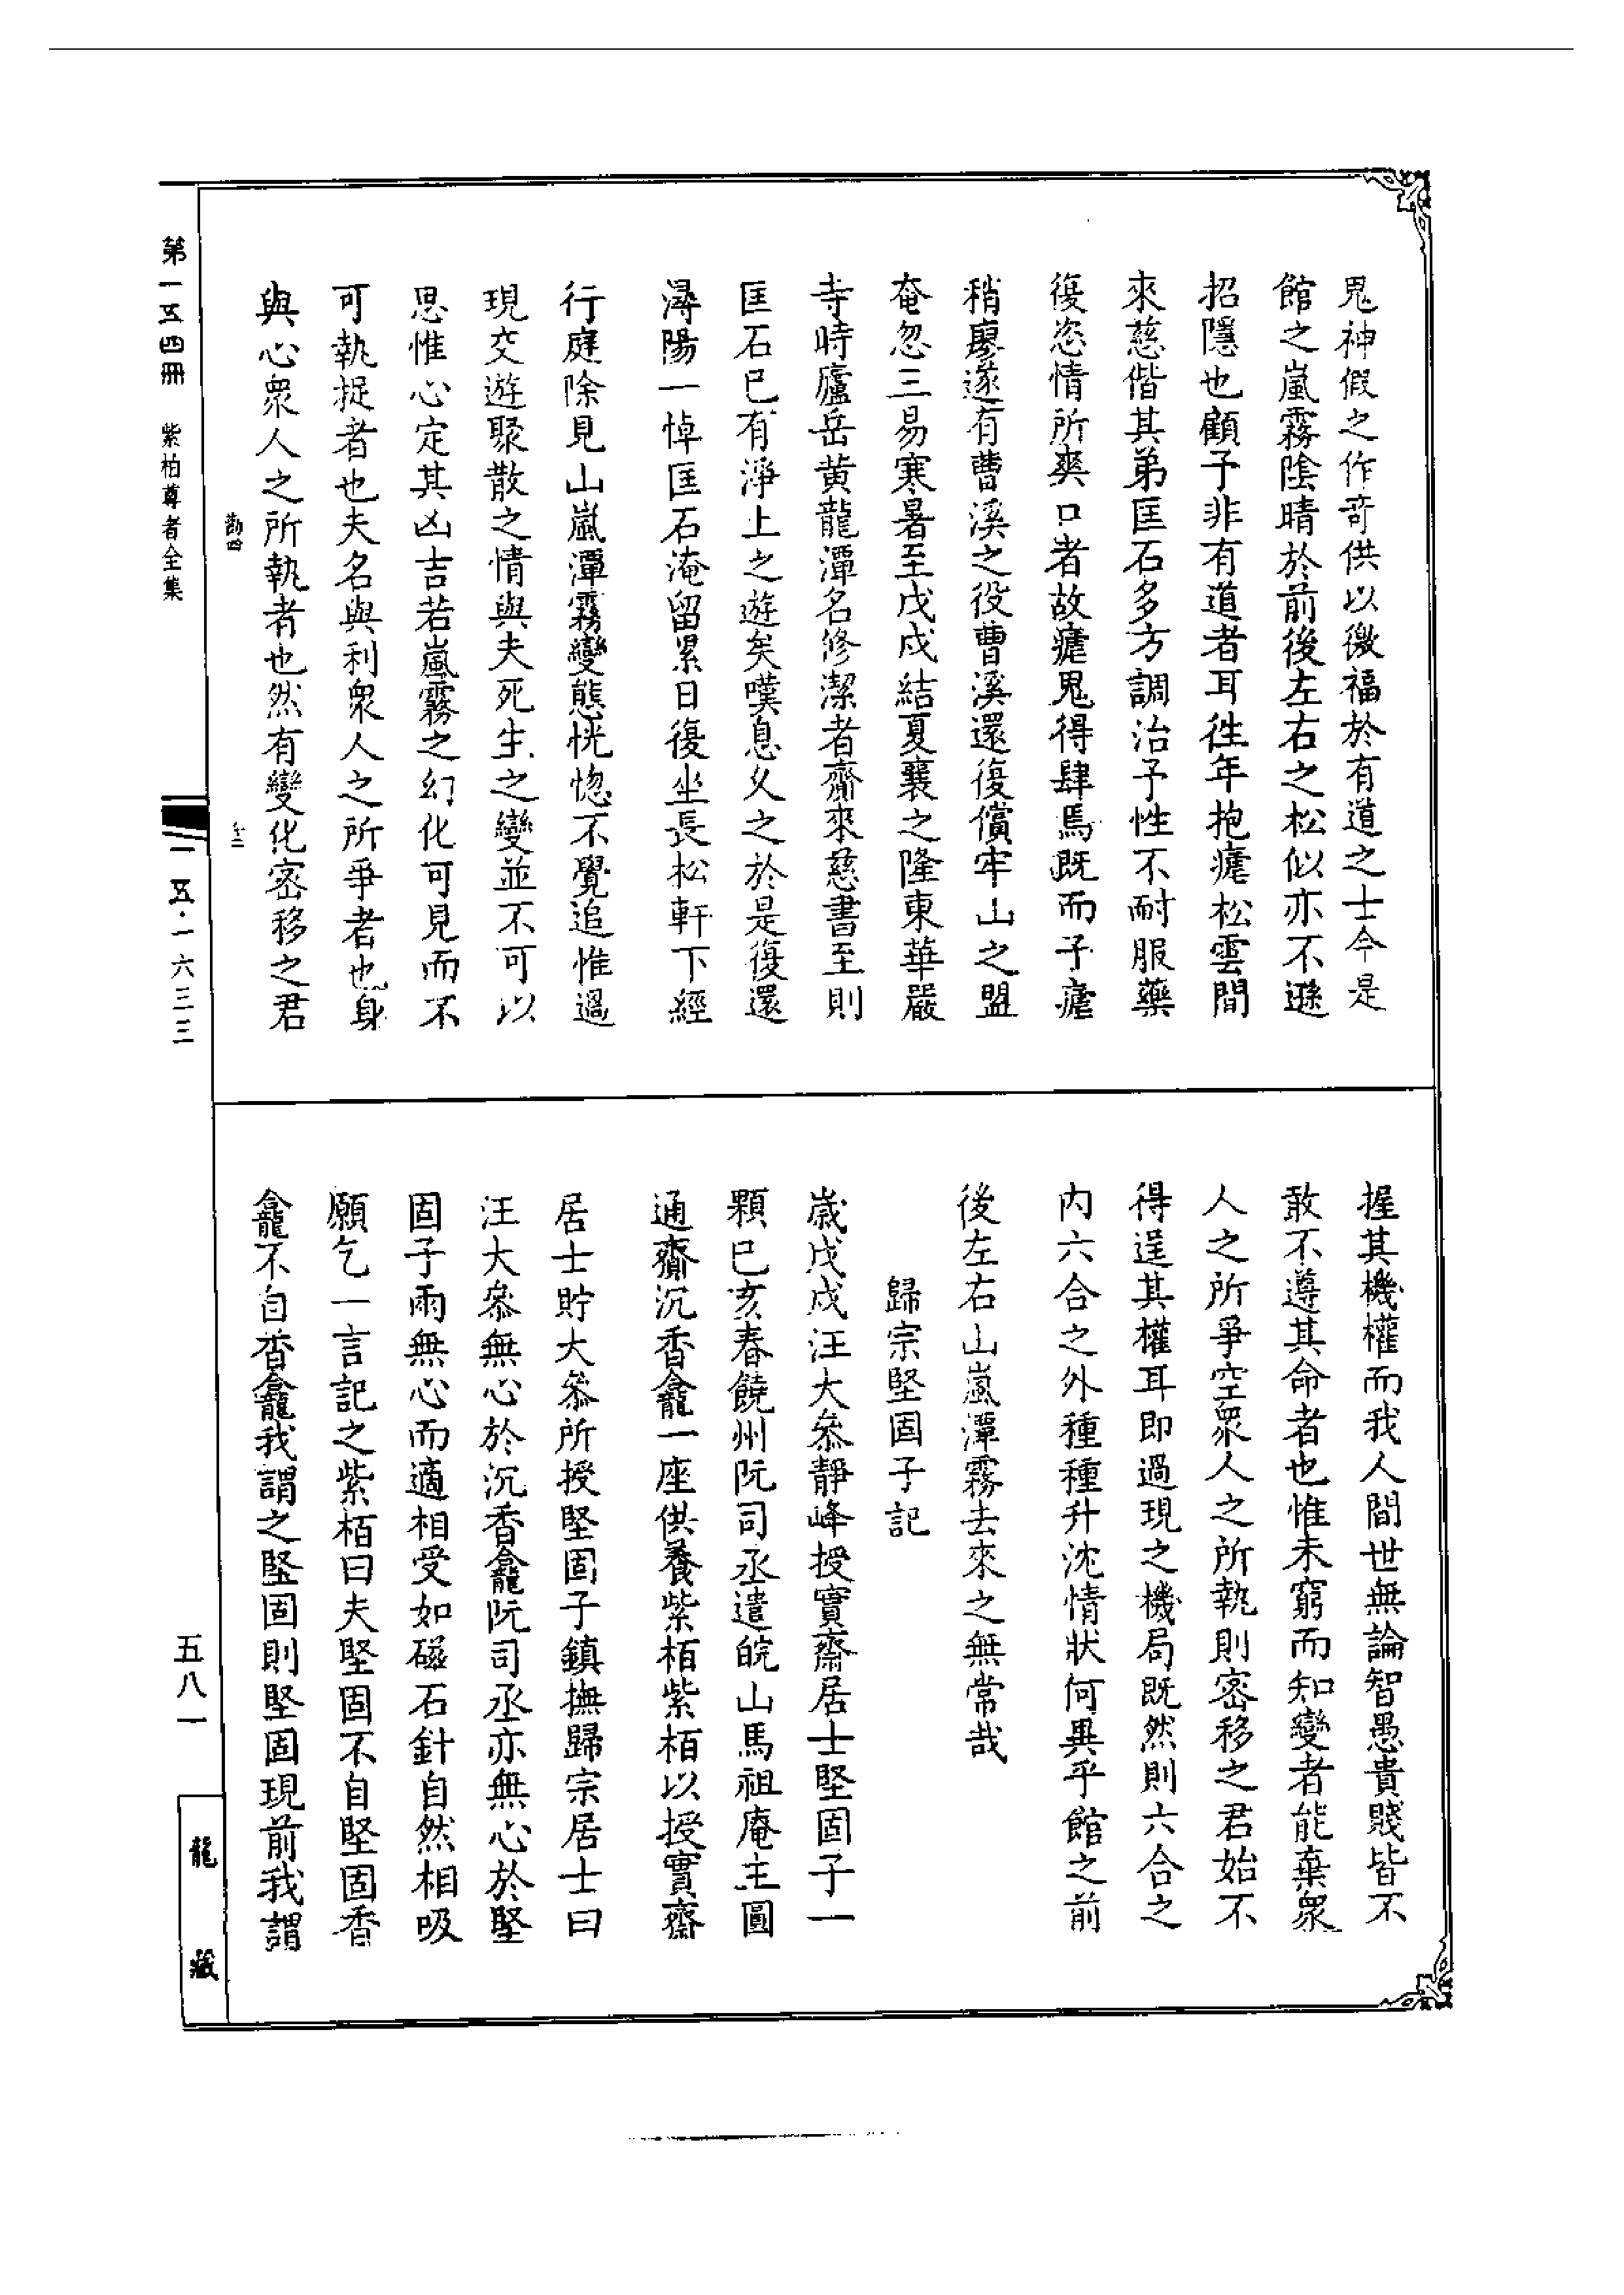 鬼神假之作奇供以徼福於有道之士今是
館之嵐霧陰晴於前後左右之松似亦不遜
招隱也顧予非有道者耳徃年抱瘧松雲間
來慈偕其弟匡石多方調治予性不耐服藥
復恣情所爽口者故瘧鬼得肆焉既而予瘧
稍廖遂有曹溪之役曹溪還復償牢山之盟
奄忽三易寒暑至戊戌結夏襄之隆東華嚴
寺時廬岳黄龍潭名修潔者齎來慈書至則
匡石已有淨土之遊矣嘆息久之於是復還
潯陽一悼匡石淹留累日復坐長松軒下經
行庭除見山嵐潭霧變態恍惚不覺追惟過
現交遊聚散之情與夫死生之變並不可以
思惟心定其凶吉若嵐霧之幻化可見而不
可執捉者也夫名與利衆人之所爭者也身
與心衆人之所執者也然有變化密移之君
握其機權而我人間世無論智愚貴賤皆不
敢不遵其命者也惟未窮而知變者能棄衆
人之所爭空衆人之所執則密移之君始不
得逞其權耳即過現之機局既然則六合之
内六合之外種種升沈情狀何異乎館之前
後左右山嵐潭霧去來之無常哉
歸宗堅固子記
嵗戊戌汪大叅靜峰授實齋居士堅固子一
顆已亥春饒州阮司丞遣皖山馬祖庵主圓
通齎沉香龕一座供養紫栢紫栢以授實齋
居士貯大叅所授堅固子鎮撫歸宗居士曰
汪大叅無心於沉香龕阮司丞亦無心於堅
固子兩無心而適相受如磁石針自然相吸
願乞一言記之紫栢曰夫堅固不自堅固香
龕不自香龕我謂之堅固則堅固現前我謂
第一五四冊 紫柏尊者全集
勸四
一五·一六三三
五八一
龍藏